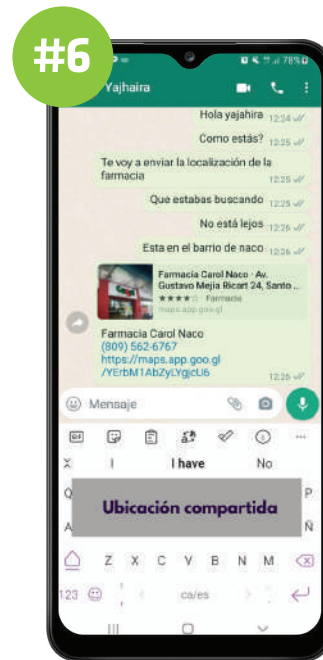 #6
78%
Yajhaira
Hola yajahira 12:24
Como estás? 12:25
Te voy a enviar la localización de la
farmacia
12:25
Que estabas buscando 12:25
No está lejos 12:26
Esta en el barrio de naco 12:26
Farmacia Carol Naco · Av.
Gustavo Mejía Ricart 24, Santo ..
★★★★☆ · Farmacia
maps.app.goo.gl
Farmacia Carol Naco
(809) 562-6767
https://maps.app.goo.gl
/YErbM1AbZyLYgjcLi6
12:26
Mensaje
GIF
I I have No
Q P
Ubicación compartida
A Ñ
Z X C V B N M
123 ca/es